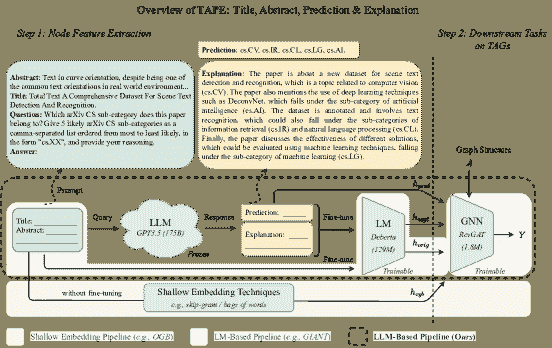 Overview of TAPE: Title, Abstract, Prediction & Explanation
Step 1: Node Feature Extraction
Step 2: Downstream Tasks
on TAGs
Abstract: Text in curve orientation, despite being one of
the common text orientations in real world environment...
Title: Total Text A Comprehensive Dataset For Scene Text
Detection And Recognition.
Question: Which arXiv CS sub-category does this paper
belong to? Give 5 likely arXiv CS sub-categories as a
comma-separated list ordered from most to least likely, in
the form "cs.XX", and provide your reasoning.
Answer:
Prediction: cs.CV, cs.IR, cs.CL, cs.LG, cs.AI.
Explanation: The paper is about a new dataset for scene text
detection and recognition, which is a topic related to computer vision
(cs.CV). The paper also mentions the use of deep learning techniques
such as DeconvNet, which falls under the sub-category of artificial
intelligence (cs.AI). The dataset is annotated and involves text
recognition, which could also fall under the sub-categories of
information retrieval (cs.IR) and natural language processing (cs.CL).
Finally, the paper discusses the effectiveness of different solutions,
which could be evaluated using machine learning techniques, falling
under the sub-category of machine learning (cs.LG).
Graph Structure
Prompt
Title:
Abstract:
Query
LLM
GPT3.5 (175B)
Frozen
Response
Prediction:
Explanation:
Fine-tune
Fine-tune
LM
Deberta
(129M)
Trainable
h_pred
h_expl
h_orig
GNN
RevGAT
(1.8M)
Trainable
Y
without fine-tuning
Shallow Embedding Techniques
e.g., skip-gram / bags of words
h_ogb
Shallow Embedding Pipeline (e.g., OGB)
LM-Based Pipeline (e.g., GIANT)
LLM-Based Pipeline (Ours)